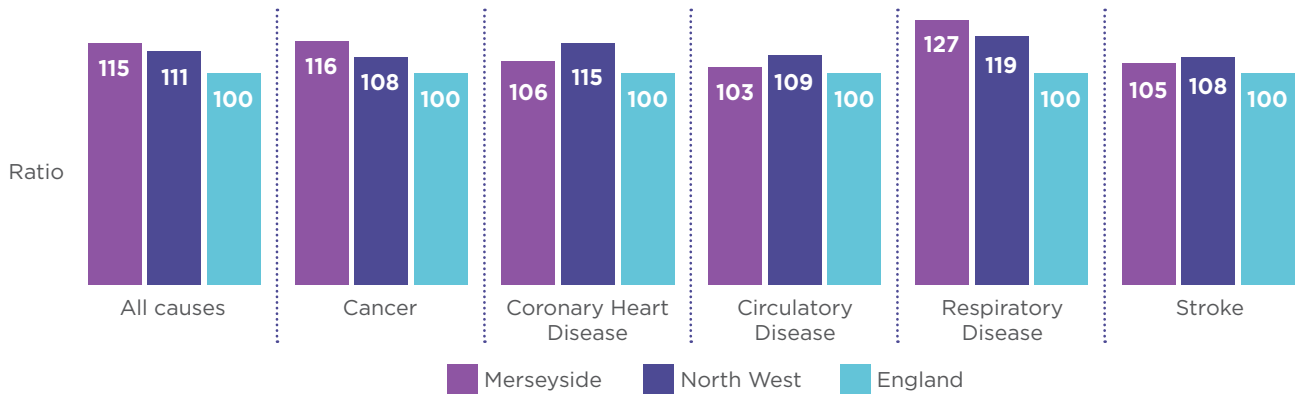 115 111 100
116 108 100
106 115 100
103 109 100
127 119 100
105 108 100
Ratio
All causes
Cancer
Coronary Heart
Disease
Circulatory
Disease
Respiratory
Disease
Stroke
Merseyside
North West
England